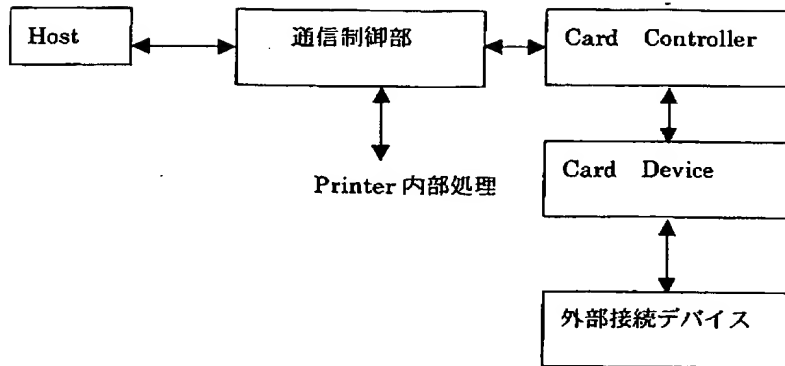 Host
通信制御部
Card Controller
Printer 内部処理
Card Device
外部接続デバイス